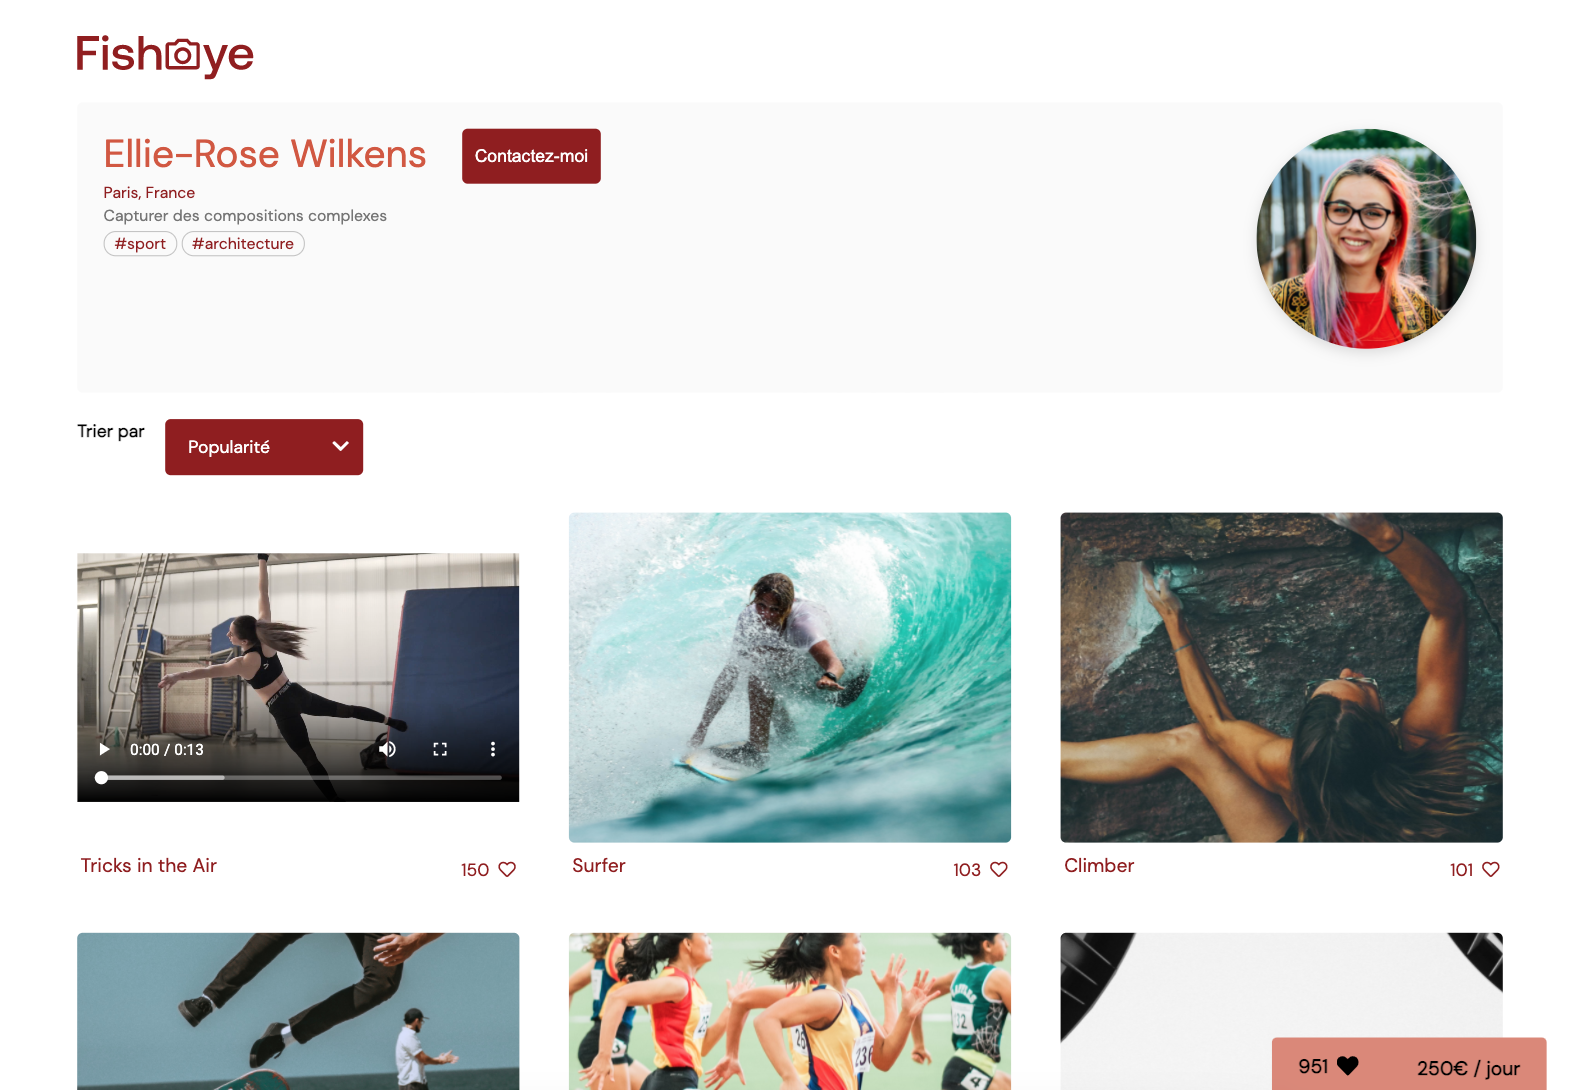 Fisheye
Ellie-Rose Wilkens
Contactez-moi
Paris, France
Capturer des compositions complexes
#sport
#architecture
Trier par
Popularité
0:00 / 0:13
Tricks in the Air
150
Surfer
103
Climber
101
236
951
250€ / jour